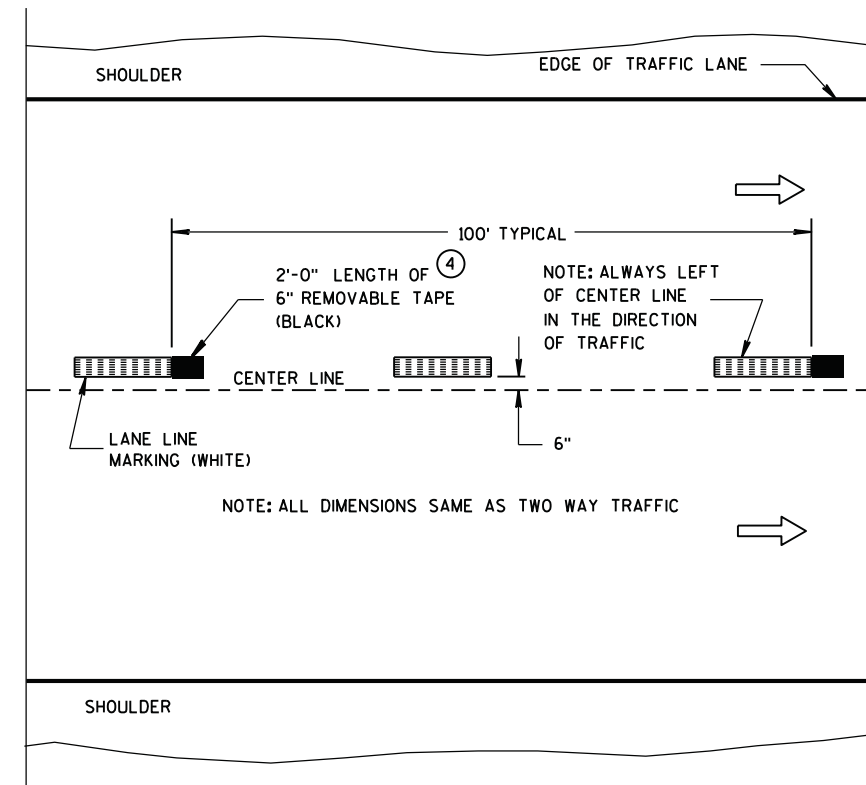 SHOULDER
EDGE OF TRAFFIC LANE
100' TYPICAL
2'-0" LENGTH OF 4
6" REMOVABLE TAPE
(BLACK)
NOTE: ALWAYS LEFT
OF CENTER LINE
IN THE DIRECTION
OF TRAFFIC
CENTER LINE
LANE LINE
MARKING (WHITE)
6"
NOTE: ALL DIMENSIONS SAME AS TWO WAY TRAFFIC
SHOULDER